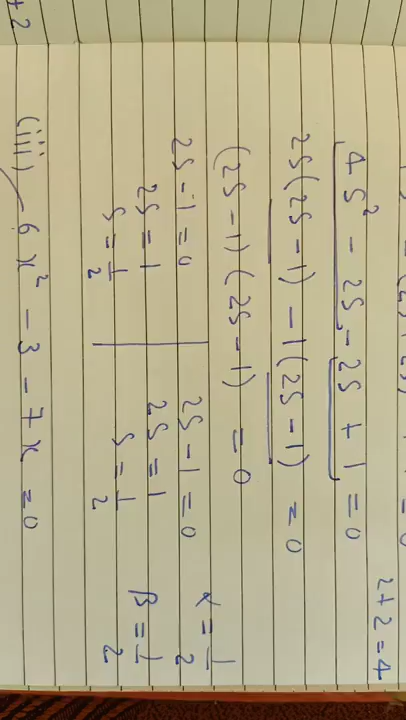 2+2=4
4s² - 2s - 2s + 1 = 0
2s(2s-1) -1(2s-1) = 0
(2s-1)(2s-1) = 0
2s-1=0 2s-1=0 α=1/2
2s=1 2s=1 β=1/2
s=1/2 s=1/2
(iii) 6x² - 3 - 7x = 0